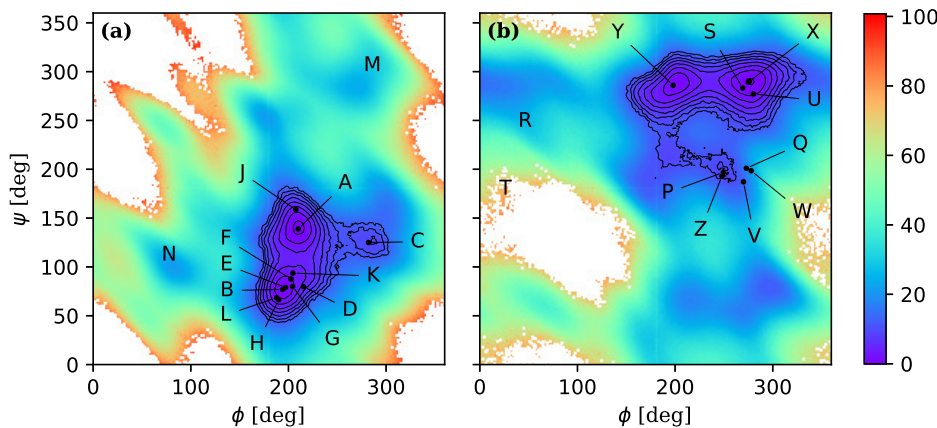 (a)
M
J
A
F
C
N
E
K
B
L
D
H
G
350
300
250
200
150
100
50
0
ψ [deg]
0
100
200
300
ϕ [deg]
(b)
Y
S
X
U
R
Q
T
P
Z
V
W
0
100
200
300
ϕ [deg]
100
80
60
40
20
0